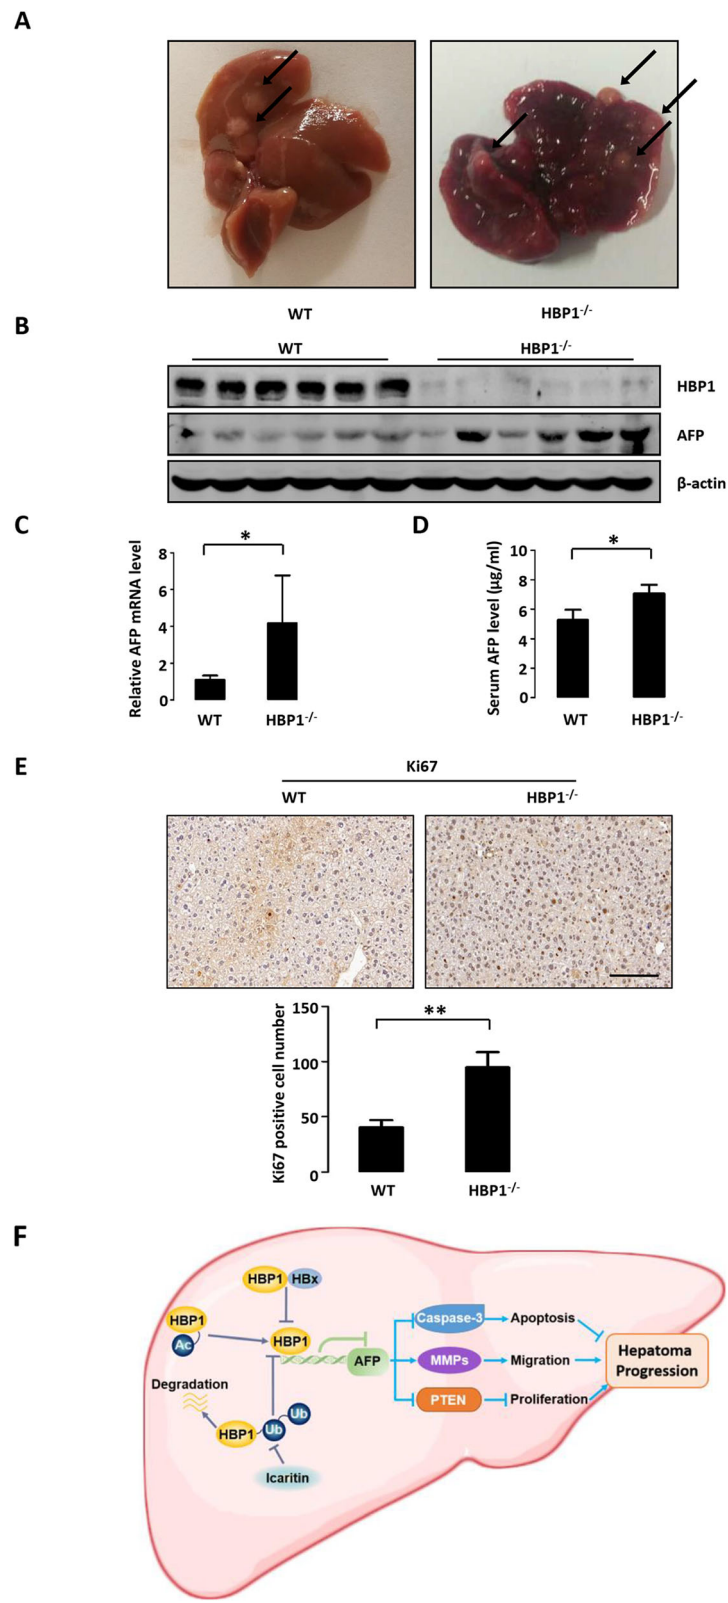 A
WT
HBP1-/-
B
WT
HBP1-/-
HBP1
AFP
β-actin
C
D
Relative AFP mRNA level
8
6
4
2
0
*
WT
HBP1-/-
Serum AFP level (µg/ml)
10
8
6
4
2
0
*
WT
HBP1-/-
E
Ki67
WT
HBP1-/-
Ki67 positive cell number
150
100
50
0
**
WT
HBP1-/-
F
HBP1
HBx
HBP1
Ac
HBP1
AFP
Caspase-3
Apoptosis
MMPs
Migration
PTEN
Proliferation
Hepatoma
Progression
Degradation
HBP1
Ub
Ub
Icaritin